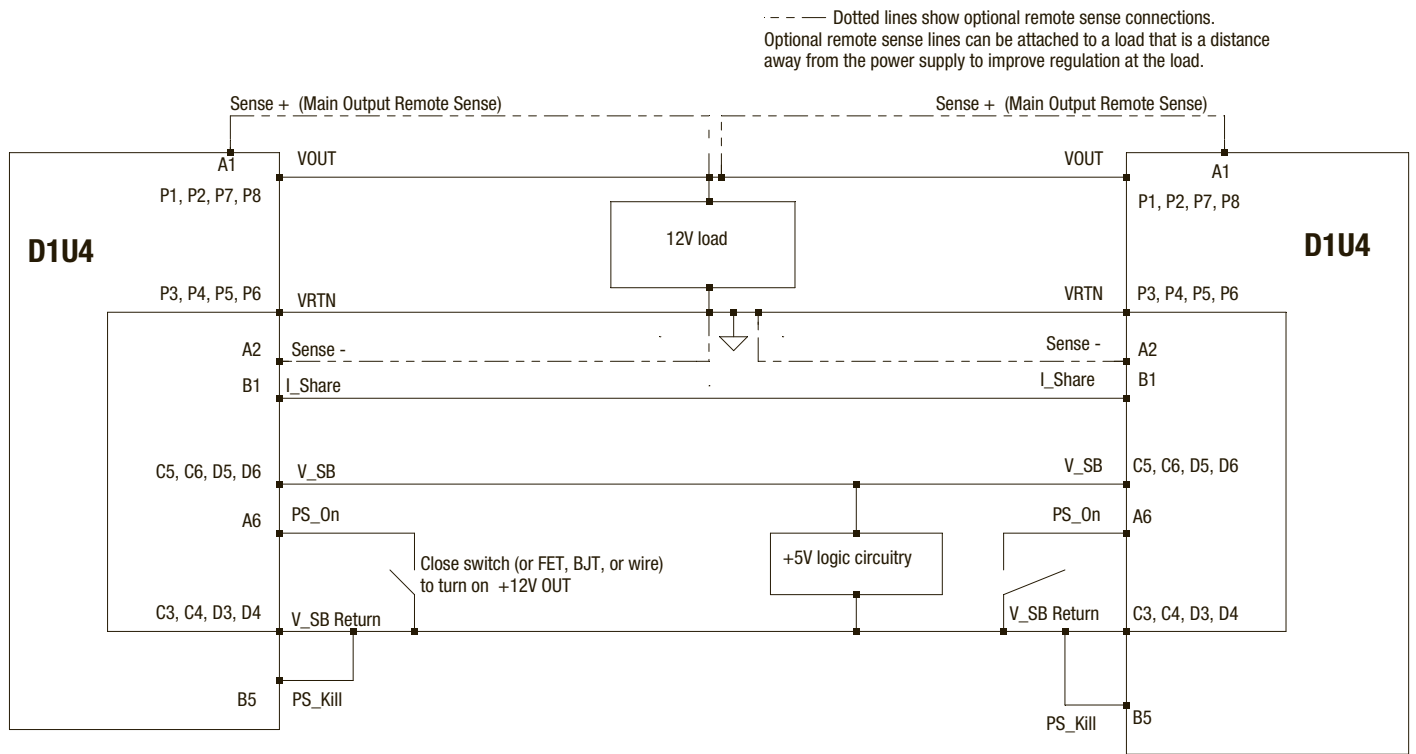 Dotted lines show optional remote sense connections.
Optional remote sense lines can be attached to a load that is a distance
away from the power supply to improve regulation at the load.
Sense + (Main Output Remote Sense)
Sense + (Main Output Remote Sense)
A1
VOUT
VOUT
A1
P1, P2, P7, P8
P1, P2, P7, P8
D1U4
12V load
D1U4
P3, P4, P5, P6
VRTN
VRTN
P3, P4, P5, P6
A2
Sense -
Sense -
A2
B1
I_Share
I_Share
B1
C5, C6, D5, D6
V_SB
V_SB
C5, C6, D5, D6
A6
PS_On
PS_On
A6
Close switch (or FET, BJT, or wire)
to turn on +12V OUT
+5V logic circuitry
C3, C4, D3, D4
V_SB Return
V_SB Return
C3, C4, D3, D4
B5
PS_Kill
PS_Kill
B5